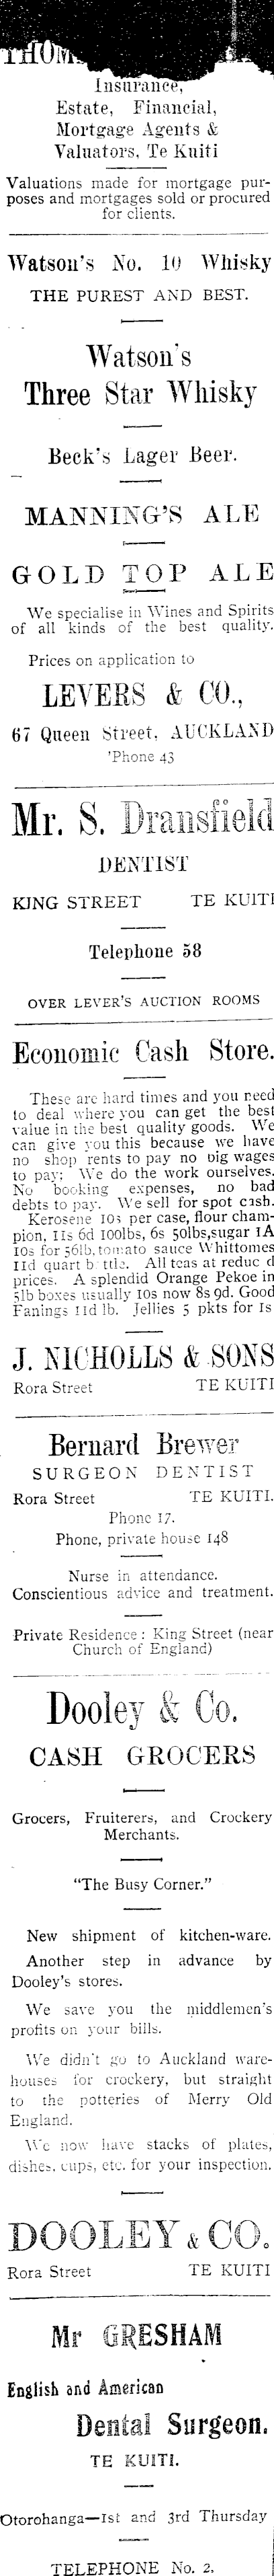 Insurance,
Estate, Financial,
Mortgage Agents &
Valuators, Te Kuiti
Valuations made for mortgage pur-
poses and mortgages sold or procured
for clients.
Watson's No. 10 Whisky
THE PUREST AND BEST.
Watson's
Three Star Whisky
Beck's Lager Beer.
MANNING'S ALE
GOLD TOP ALE
We specialise in Wines and Spirits
of all kinds of the best quality.
Prices on application to
LEVERS & CO.,
67 Queen Street, AUCKLAND
'Phone 43
Mr. S. Dransfield
DENTIST
KING STREET TE KUITI
Telephone 58
OVER LEVER'S AUCTION ROOMS
Economic Cash Store.
These are hard times and you need
to deal where you can get the best
value in the best quality goods. We
can give you this because we have
no shop rents to pay no big wages
to pay; We do the work ourselves.
No booking expenses, no bad
debts to pay. We sell for spot cash.
Kerosene 10s per case, flour cham-
pion, 11s 6d 100lbs, 6s 50lbs, sugar 1A
10s for 56lb, tomato sauce Whittomes
11d quart b ttle. All teas at reduc d
prices. A splendid Orange Pekoe in
5lb boxes usually 10s now 8s 9d. Good
Fanings 11d lb. Jellies 5 pkts for 1s
J. NICHOLLS & SONS
Rora Street TE KUITI
Bernard Brewer
SURGEON DENTIST
Rora Street TE KUITI.
Phone 17.
Phone, private house 148
Nurse in attendance.
Conscientious advice and treatment.
Private Residence: King Street (near
Church of England)
Dooley & Co.
CASH GROCERS
Grocers, Fruiterers, and Crockery
Merchants.
"The Busy Corner."
New shipment of kitchen-ware.
Another step in advance by
Dooley's stores.
We save you the middlemen's
profits on your bills.
We didn't go to Auckland ware-
houses for crockery, but straight
to the potteries of Merry Old
England.
We now have stacks of plates,
dishes, cups, etc. for your inspection.
DOOLEY & CO.
Rora Street TE KUITI
Mr GRESHAM
English and American
Dental Surgeon.
TE KUITI.
Otorohanga—1st and 3rd Thursday
TELEPHONE No. 2,